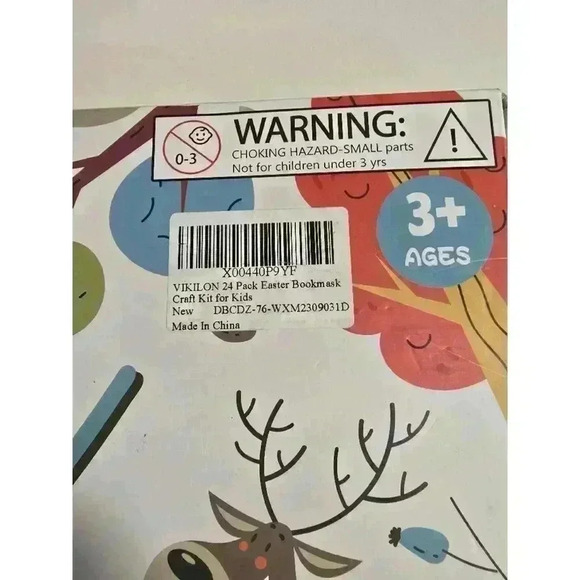 WARNING:
0-3
CHOKING HAZARD-SMALL parts
Not for children under 3 yrs
!
3+
AGES
X00440P9YF
VIKILON 24 Pack Easter Bookmask
Craft Kit for Kids
New DBCDZ-76-WXM2309031D
Made In China